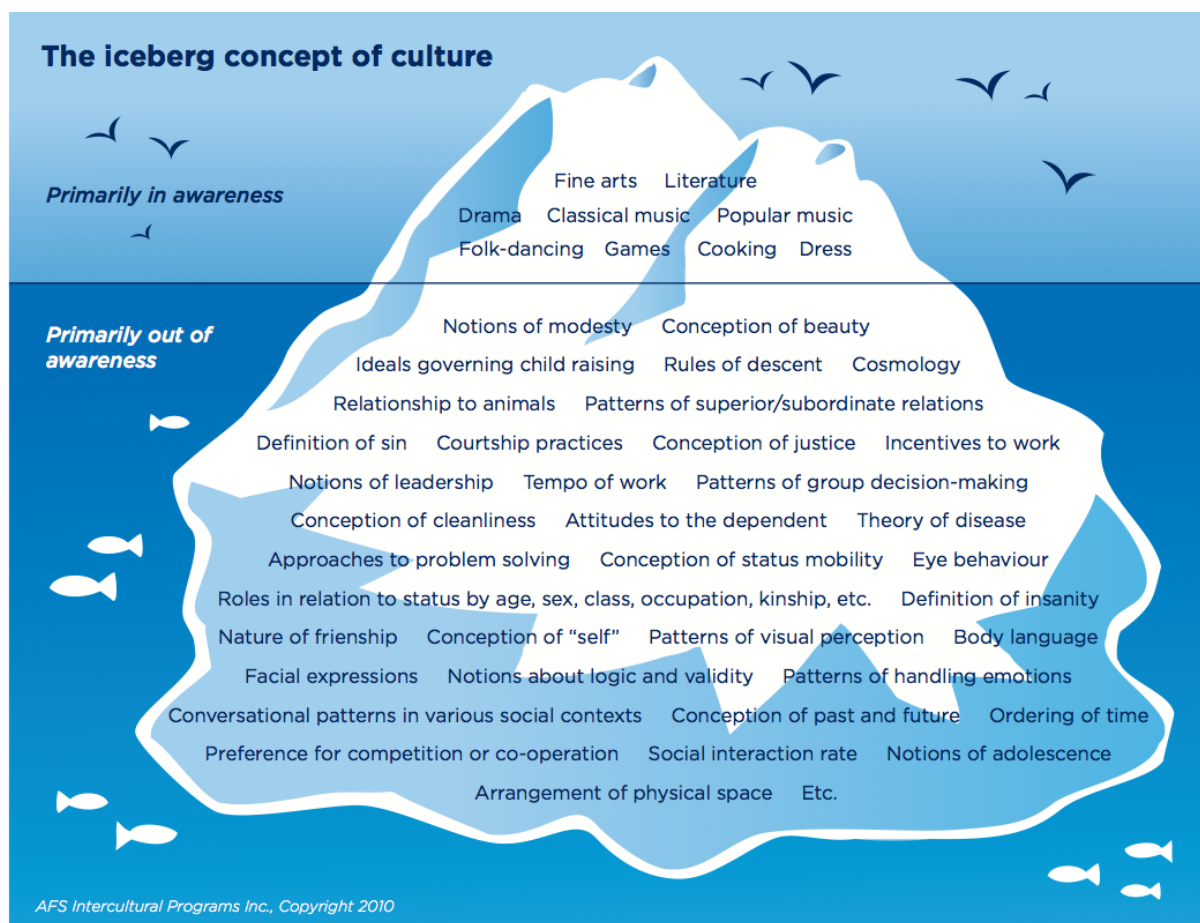 The iceberg concept of culture
Primarily in awareness
Fine arts Literature
Drama Classical music Popular music
Folk-dancing Games Cooking Dress
Primarily out of
awareness
Notions of modesty Conception of beauty
Ideals governing child raising Rules of descent Cosmology
Relationship to animals Patterns of superior/subordinate relations
Definition of sin Courtship practices Conception of justice Incentives to work
Notions of leadership Tempo of work Patterns of group decision-making
Conception of cleanliness Attitudes to the dependent Theory of disease
Approaches to problem solving Conception of status mobility Eye behaviour
Roles in relation to status by age, sex, class, occupation, kinship, etc. Definition of insanity
Nature of frienship Conception of “self” Patterns of visual perception Body language
Facial expressions Notions about logic and validity Patterns of handling emotions
Conversational patterns in various social contexts Conception of past and future Ordering of time
Preference for competition or co-operation Social interaction rate Notions of adolescence
Arrangement of physical space Etc.
AFS Intercultural Programs Inc., Copyright 2010